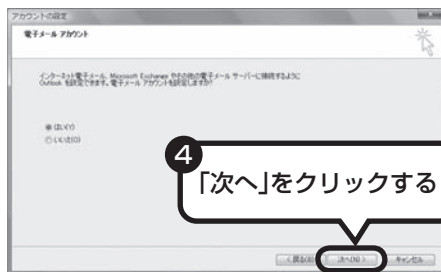 アカウントの設定
電子メール アカウント
インターネット電子メール、Microsoft Exchange やその他の電子メール サーバーに接続するように
Outlook を設定できます。電子メール アカウントを設定しますか?
はい(Y)
いいえ(O)
4
「次へ」をクリックする
< 戻る(B)
次へ(N) >
キャンセル